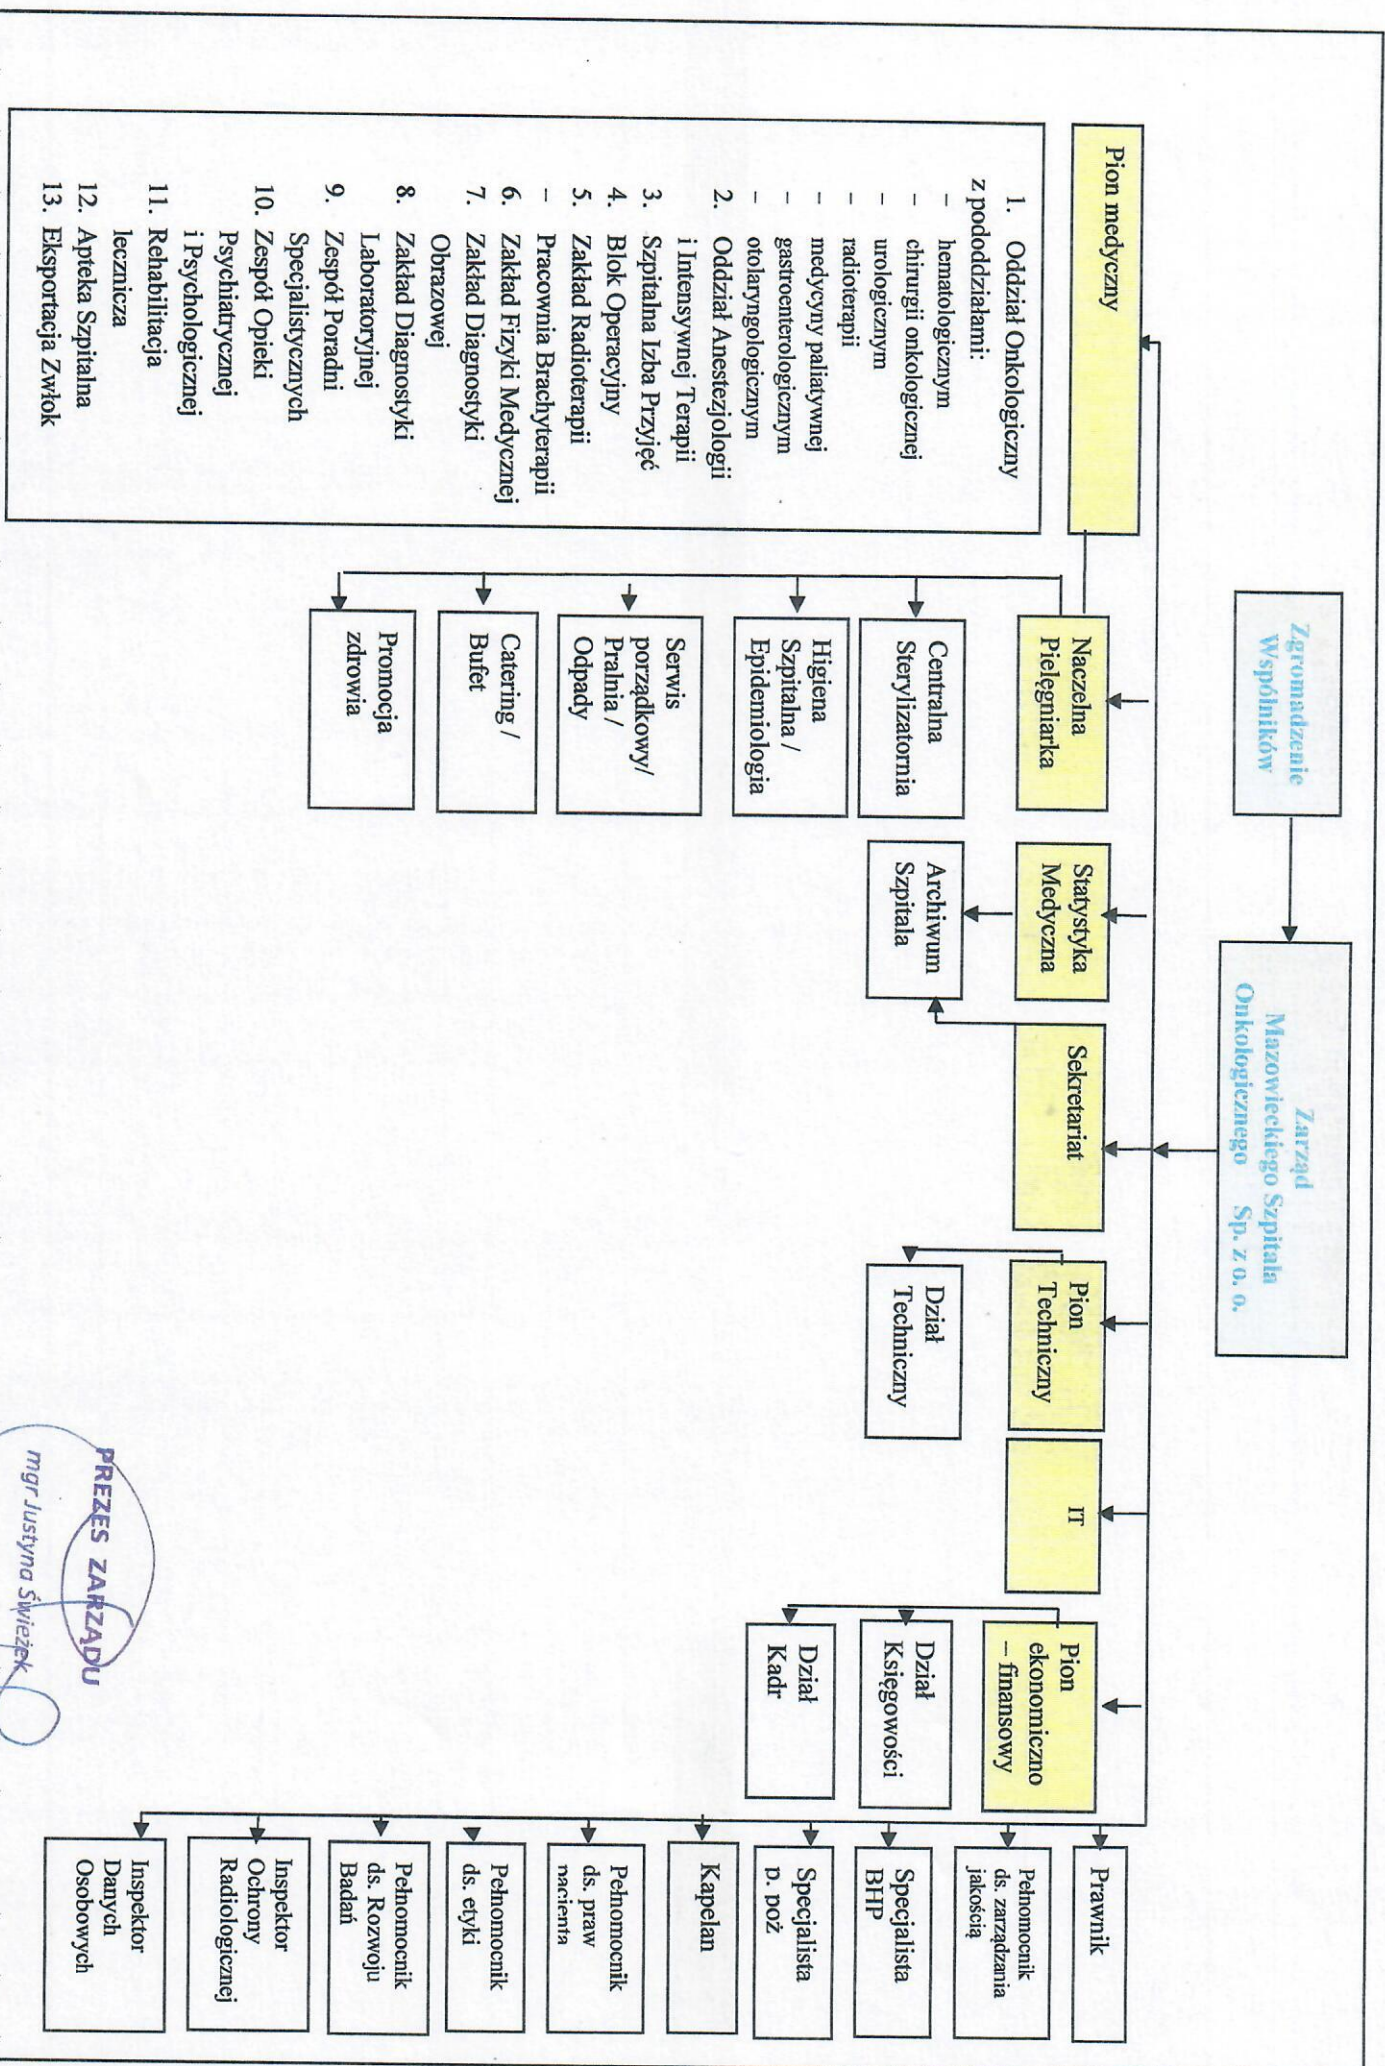 Zgromadzenie
Wspólników
Zarząd
Mazowieckiego Szpitala
Onkologicznego Sp. z o. o.
Pion medyczny
1. Oddział Onkologiczny
z pododdziałami:
– hematologicznym
– chirurgii onkologicznej
– urologicznym
– radioterapii
– medycyny paliatywnej
– gastroenterologicznym
– otolaryngologicznym
2. Oddział Anestezjologii
i Intensywnej Terapii
3. Szpitalna Izba Przyjęć
4. Blok Operacyjny
5. Zakład Radioterapii
– Pracownia Brachyterapii
6. Zakład Fizyki Medycznej
7. Zakład Diagnostyki
Obrazowej
8. Zakład Diagnostyki
Laboratoryjnej
9. Zespół Poradni
Specjalistycznych
10. Zespół Opieki
Psychiatrycznej
i Psychologicznej
11. Rehabilitacja
lecznicza
12. Apteka Szpitalna
13. Eksportacja Zwłok
Naczelna
Pielęgniarka
Centralna
Sterylizatornia
Higiena
Szpitalna /
Epidemiologia
Serwis
porządkowy/
Pralnia /
Odpady
Catering /
Bufet
Promocja
zdrowia
Statystyka
Medyczna
Archiwum
Szpitala
Sekretariat
Pion
Techniczny
Dział
Techniczny
IT
Pion
ekonomiczno
– finansowy
Dział
Księgowości
Dział
Kadr
Prawnik
Pełnomocnik
ds. zarządzania
jakością
Specjalista
BHP
Specjalista
p. poż
Kapelan
Pełnomocnik
ds. praw
pacjenta
Pełnomocnik
ds. etyki
Pełnomocnik
ds. Rozwoju
Badań
Inspektor
Ochrony
Radiologicznej
Inspektor
Danych
Osobowych
PREZES ZARZĄDU
mgr Justyna Świeżek